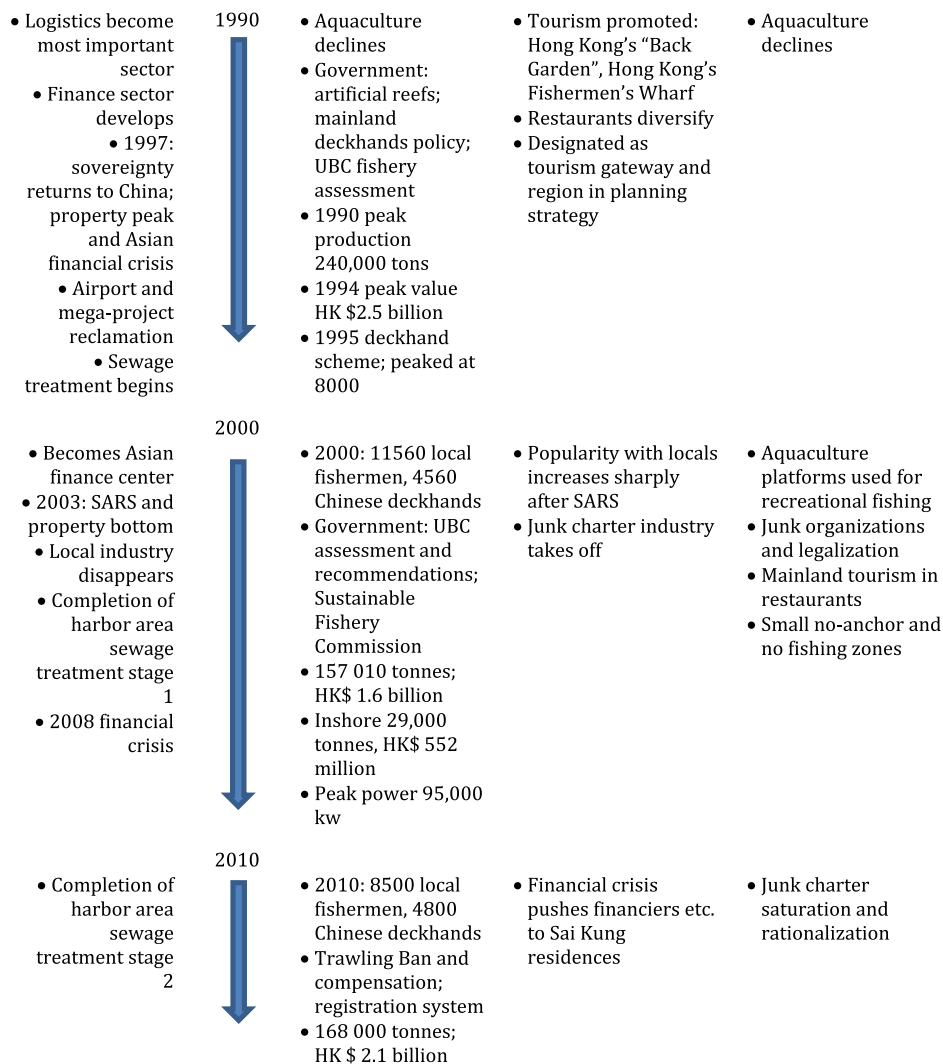 1990
• Logistics become
most important
sector
• Finance sector
develops
• 1997:
sovereignty
returns to China;
property peak
and Asian
financial crisis
• Airport and
mega-project
reclamation
• Sewage
treatment begins
• Aquaculture
declines
• Government:
artificial reefs;
mainland
deckhands policy;
UBC fishery
assessment
• 1990 peak
production
240,000 tons
• 1994 peak value
HK $2.5 billion
• 1995 deckhand
scheme; peaked at
8000
• Tourism promoted:
Hong Kong’s “Back
Garden”, Hong Kong’s
Fishermen’s Wharf
• Restaurants diversify
• Designated as
tourism gateway and
region in planning
strategy
• Aquaculture
declines
2000
• Becomes Asian
finance center
• 2003: SARS and
property bottom
• Local industry
disappears
• Completion of
harbor area
sewage
treatment stage
1
• 2008 financial
crisis
• 2000: 11560 local
fishermen, 4560
Chinese deckhands
• Government: UBC
assessment and
recommendations;
Sustainable
Fishery
Commission
• 157 010 tonnes;
HK$ 1.6 billion
• Inshore 29,000
tonnes, HK$ 552
million
• Peak power 95,000
kw
• Popularity with locals
increases sharply
after SARS
• Junk charter industry
takes off
• Aquaculture
platforms used for
recreational fishing
• Junk organizations
and legalization
• Mainland tourism in
restaurants
• Small no-anchor and
no fishing zones
2010
• Completion of
harbor area
sewage
treatment stage
2
• 2010: 8500 local
fishermen, 4800
Chinese deckhands
• Trawling Ban and
compensation;
registration system
• 168 000 tonnes;
HK $ 2.1 billion
• Financial crisis
pushes financiers etc.
to Sai Kung
residences
• Junk charter
saturation and
rationalization